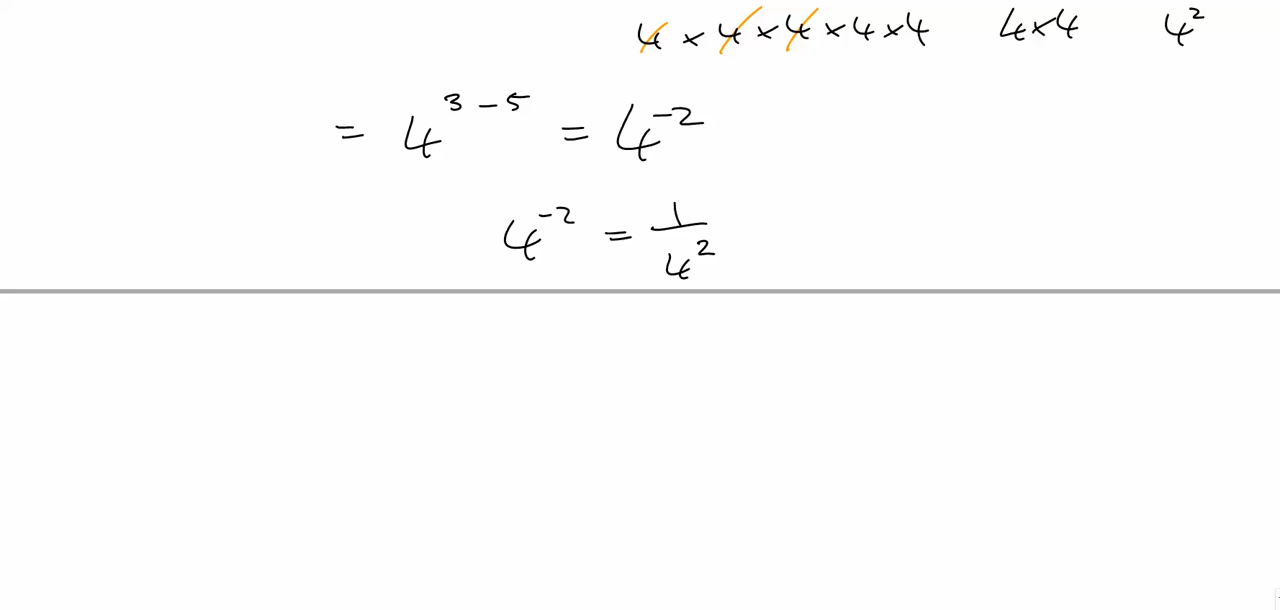 4 × 4 × 4 × 4 × 4 4×4 4²
= 4³⁻⁵ = 4⁻²
4⁻² = 1/4²